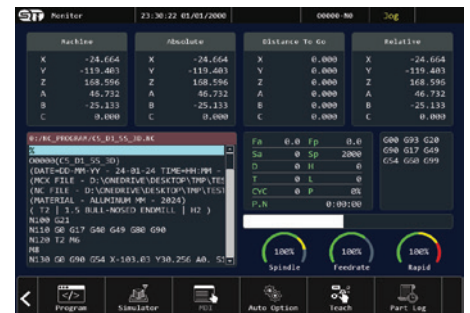 Monitor 23:30:22 01/01/2000 00000-N0 Jog
Machine Absolute Distance To Go Relative
X -24.664 X -24.664 X 0.000 X -24.664
Y -119.403 Y -119.403 Y 0.000 Y -119.403
Z 168.596 Z 168.596 Z 0.000 Z 168.596
A 46.732 A 46.732 A 0.000 A 46.732
B -25.133 B -25.133 B 0.000 B -25.133
C 0.000 C 0.000 C 0.000 C 0.000
0:/NC_PROGRAM/C5_D1_SS_3D.NC
%
O0000(C5_D1_SS_3D)
(DATE=DD-MM-YY - 24-01-24 TIME=HH:MM -
(MCX FILE - D:\ONEDRIVE\DESKTOP\TMP\TES
(NC FILE - D:\ONEDRIVE\DESKTOP\TMP\TEST
(MATERIAL - ALUMINUM MM - 2024)
( T2 | 1.5 BULL-NOSED ENDMILL | H2 )
N100 G21
N110 G0 G17 G40 G49 G80 G90
N120 T2 M6
M8
N130 G0 G90 G54 X-103.03 Y30.256 A0.
Fa 0.0 Fp 0.0
Sa 0 Sp 2000
D 0 H 0
T 0 L 0
CYC 0 P 0%
P.N 0:00:00
G00 G93 G20
G90 G17 G49
G54 G60 G99
100% 100% 100%
Spindle Feedrate Rapid
Program Simulator MDI Auto Option Teach Part Log